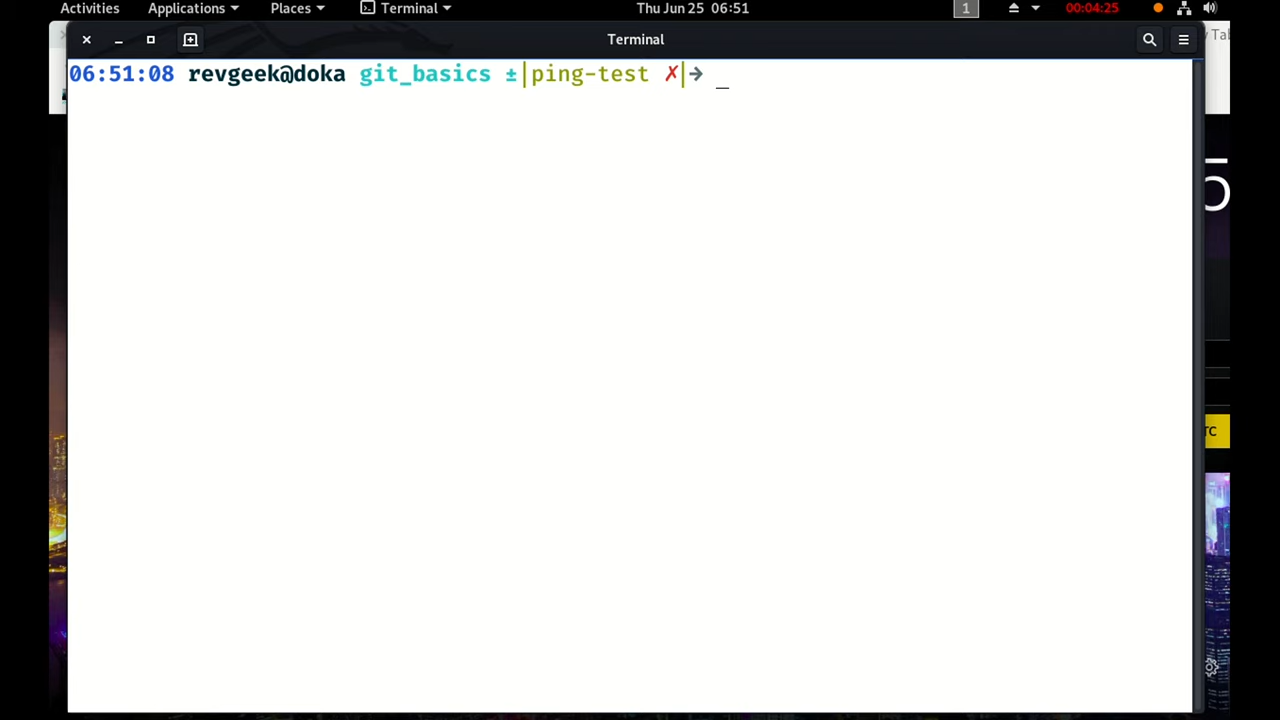 Activities Applications Places Terminal Thu Jun 25 06:51 1 00:04:25
Terminal
06:51:08 revgeek@doka git_basics ±|ping-test ✗|→ _
TC